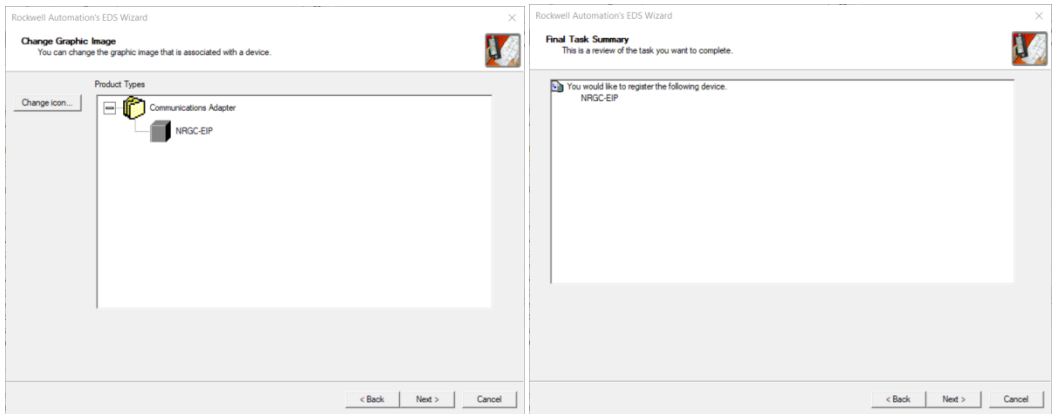 Rockwell Automation's EDS Wizard
Change Graphic Image
You can change the graphic image that is associated with a device.
Product Types
Change icon...
Communications Adapter
NRGC-EIP
< Back
Next >
Cancel
Rockwell Automation's EDS Wizard
Final Task Summary
This is a review of the task you want to complete.
You would like to register the following device.
NRGC-EIP
< Back
Next >
Cancel